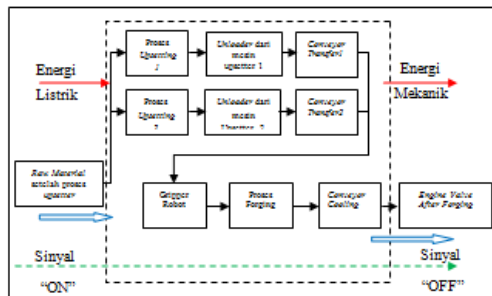 Energi
Listrik
Proses
Upsetting
1
Unloader dari
mesin
upsetter 1
Conveyor
Transfer1
Energi
Mekanik
Proses
Upsetting
2
Unloader dari
mesin
Upsetter 2
Conveyor
Transfer2
Raw Material
setelah proses
upsetter
Gripper
Robot
Proses
Forging
Conveyor
Cooling
Engine Valve
After Forging
Sinyal
"ON"
Sinyal
"OFF"